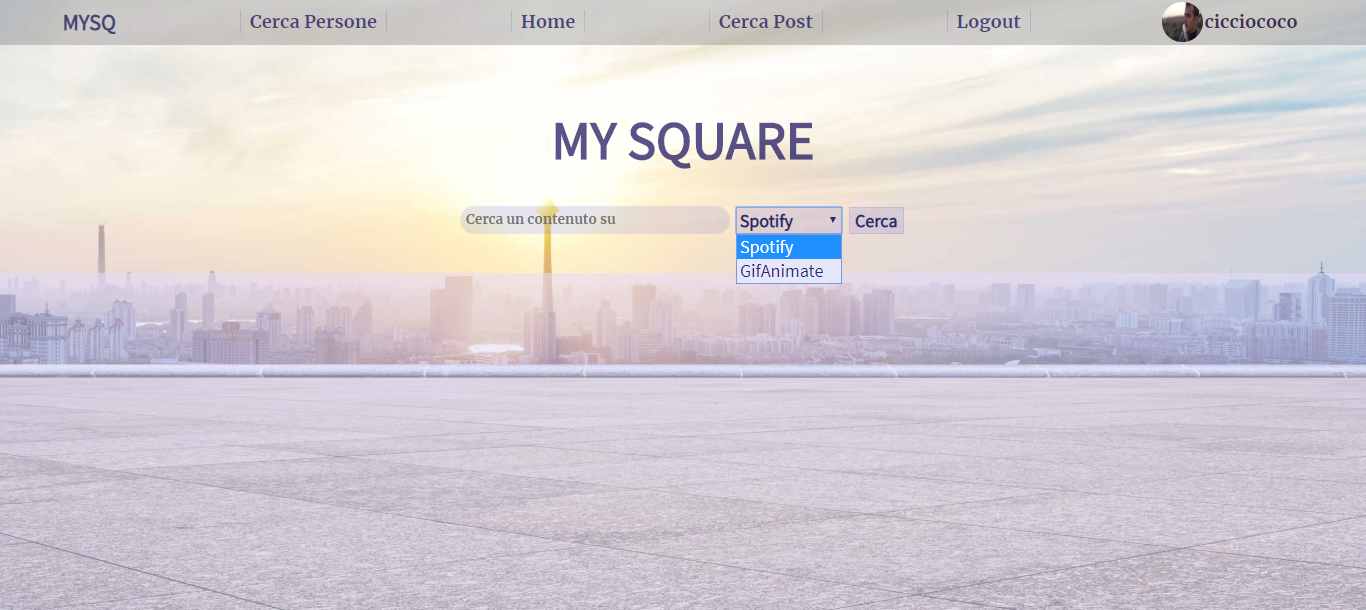 MYSQ Cerca Persone Home Cerca Post Logout cicciococo
MY SQUARE
Cerca un contenuto su Spotify Cerca
Spotify
GifAnimate